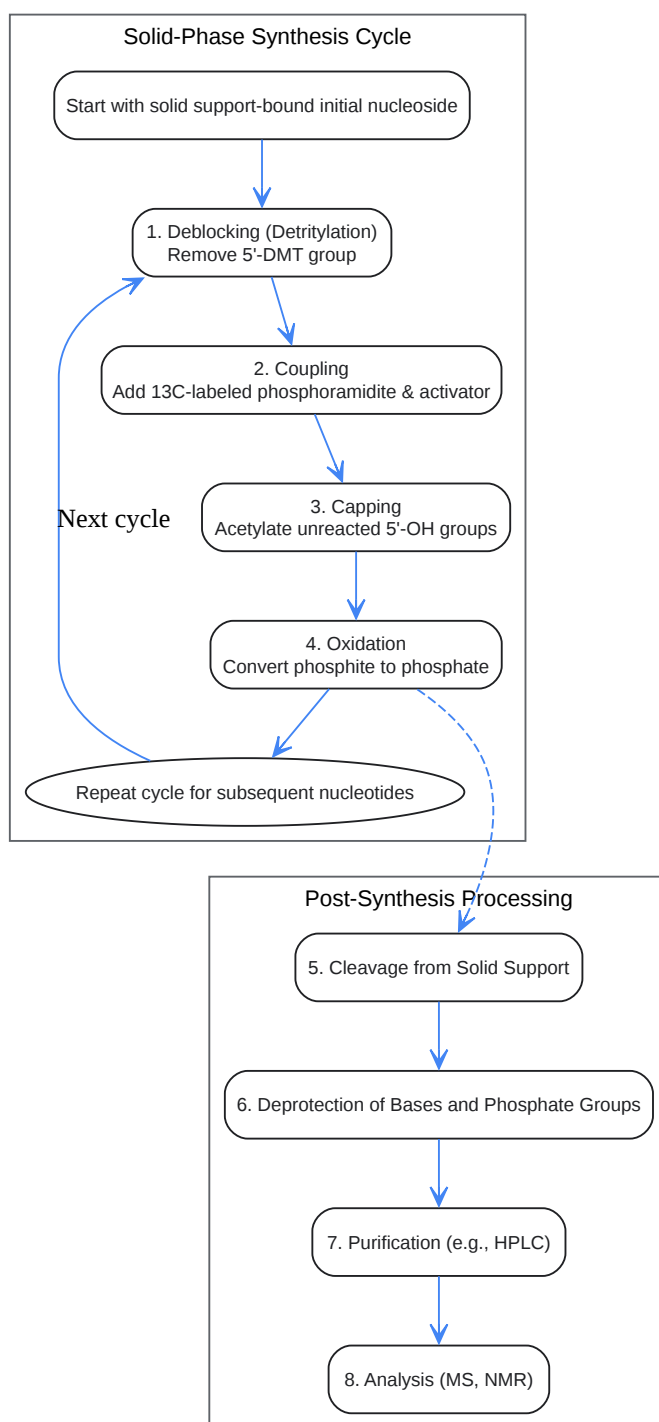 Solid-Phase Synthesis Cycle
Start with solid support-bound initial nucleoside
1. Deblocking (Detritylation)
Remove 5'-DMT group
2. Coupling
Add 13C-labeled phosphoramidite & activator
3. Capping
Acetylate unreacted 5'-OH groups
Next cycle
4. Oxidation
Convert phosphite to phosphate
Repeat cycle for subsequent nucleotides
Post-Synthesis Processing
5. Cleavage from Solid Support
6. Deprotection of Bases and Phosphate Groups
7. Purification (e.g., HPLC)
8. Analysis (MS, NMR)